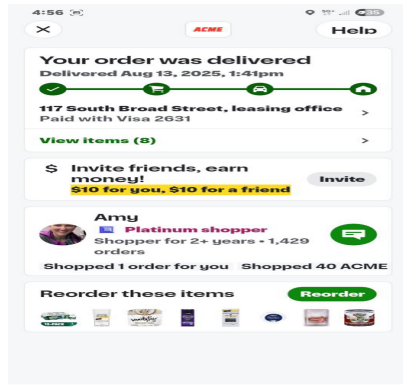 4:56
ACME
Help
Your order was delivered
Delivered Aug 13, 2025, 1:41pm
117 South Broad Street, leasing office
Paid with Visa 2631
View items (8)
$ Invite friends, earn
money!
Invite
$10 for you, $10 for a friend
Amy
Platinum shopper
Shopper for 2+ years • 1,429
orders
Shopped 1 order for you Shopped 40 ACME
Reorder these items
Reorder